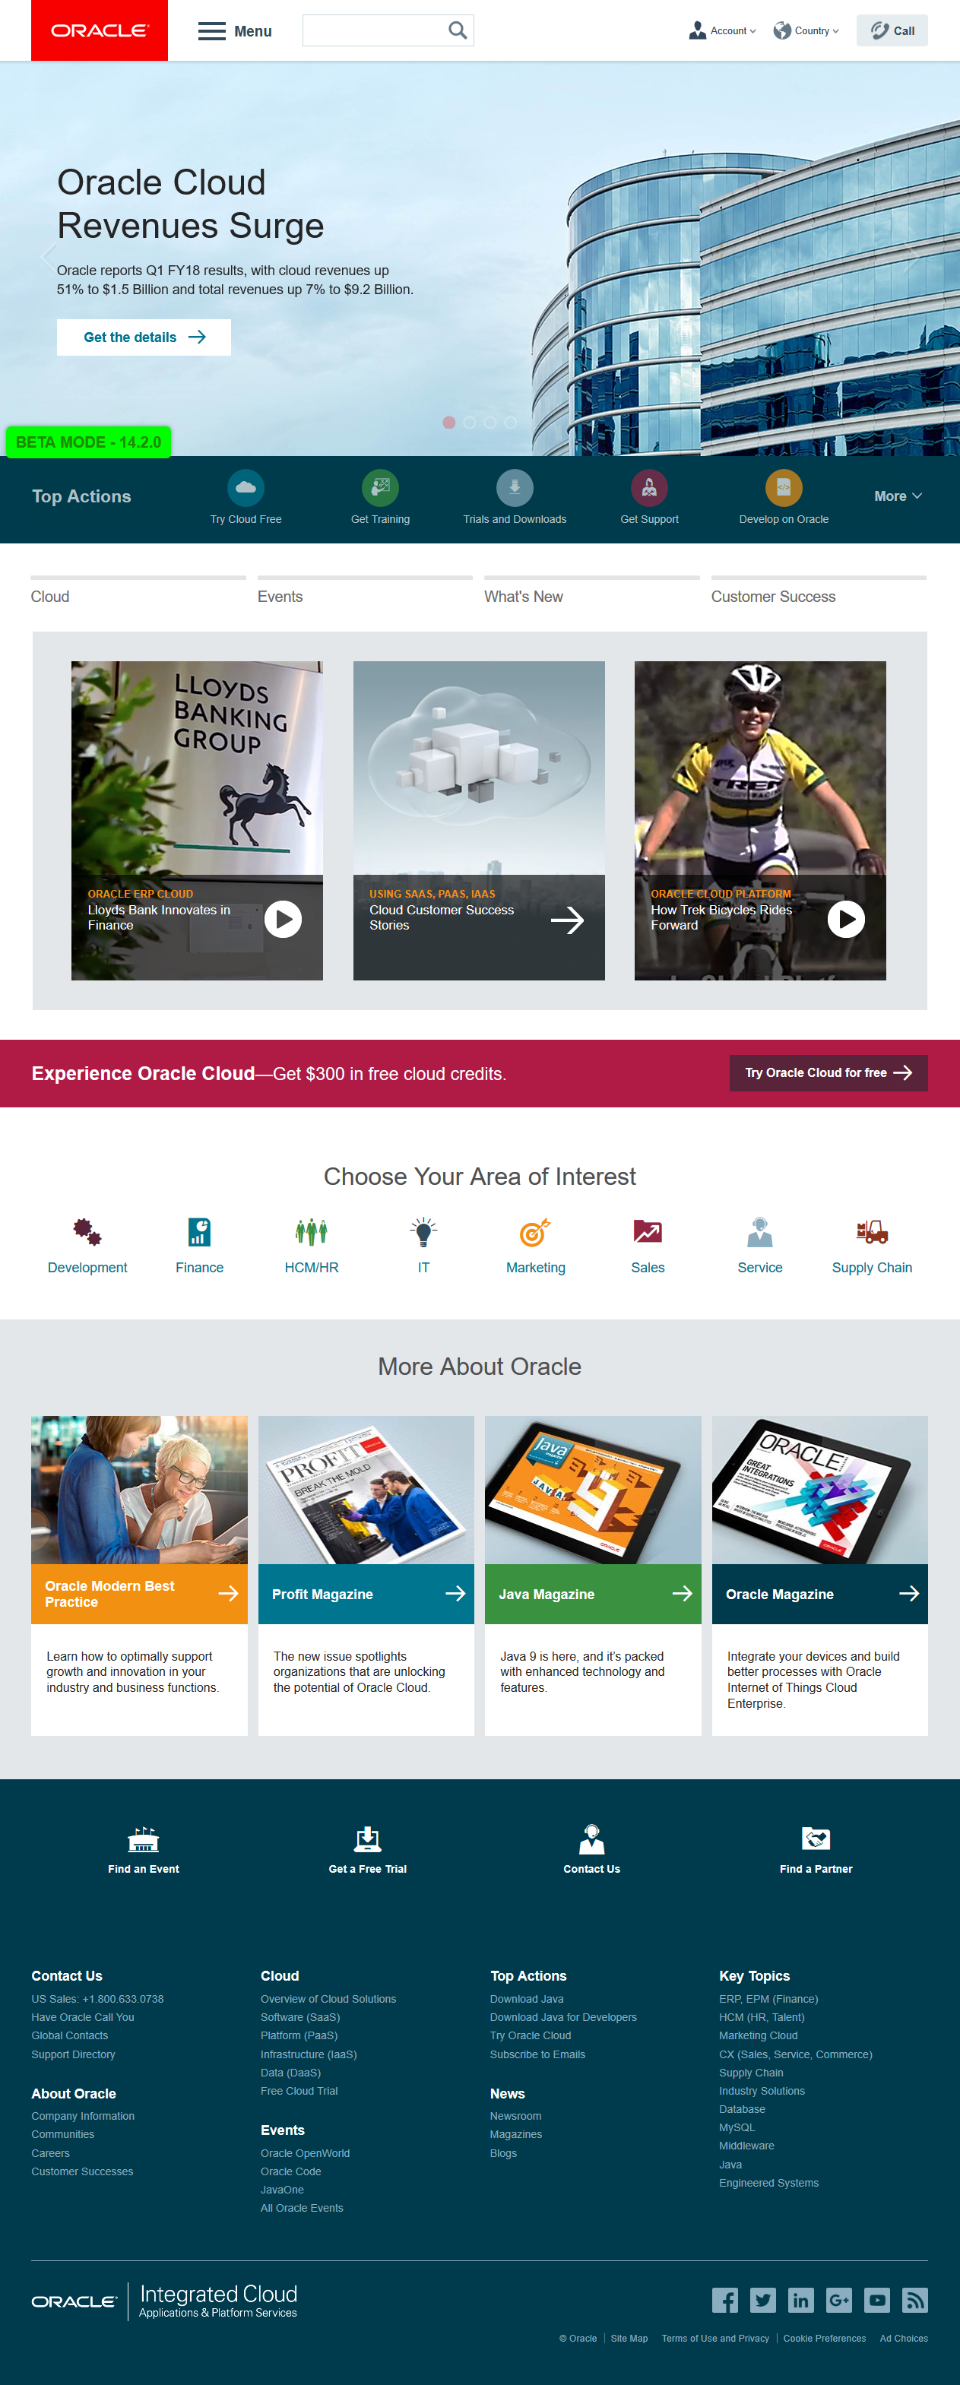 ORACLE
Menu
Account
Country
Call
Oracle Cloud
Revenues Surge
Oracle reports Q1 FY18 results, with cloud revenues up
51% to $1.5 Billion and total revenues up 7% to $9.2 Billion.
Get the details
BETA MODE - 14.2.0
Top Actions
Try Cloud Free
Get Training
Trials and Downloads
Get Support
Develop on Oracle
More
Cloud
Events
What's New
Customer Success
LLOYDS
BANKING
GROUP
ORACLE ERP CLOUD
Lloyds Bank Innovates in
Finance
USING SAAS, PAAS, IAAS
Cloud Customer Success
Stories
TREK
ORACLE CLOUD PLATFORM
How Trek Bicycles Rides
Forward
Experience Oracle Cloud—Get $300 in free cloud credits.
Try Oracle Cloud for free
Choose Your Area of Interest
Development
Finance
HCM/HR
IT
Marketing
Sales
Service
Supply Chain
More About Oracle
PROFIT
BREAK THE MOLD
Java
JAVA 9
ORACLE
GREAT
INTEGRATIONS
Oracle Modern Best
Practice
Profit Magazine
Java Magazine
Oracle Magazine
Learn how to optimally support
growth and innovation in your
industry and business functions.
The new issue spotlights
organizations that are unlocking
the potential of Oracle Cloud.
Java 9 is here, and it's packed
with enhanced technology and
features.
Integrate your devices and build
better processes with Oracle
Internet of Things Cloud
Enterprise.
Find an Event
Get a Free Trial
Contact Us
Find a Partner
Contact Us
US Sales: +1.800.633.0738
Have Oracle Call You
Global Contacts
Support Directory
About Oracle
Company Information
Communities
Careers
Customer Successes
Cloud
Overview of Cloud Solutions
Software (SaaS)
Platform (PaaS)
Infrastructure (IaaS)
Data (DaaS)
Free Cloud Trial
Events
Oracle OpenWorld
Oracle Code
JavaOne
All Oracle Events
Top Actions
Download Java
Download Java for Developers
Try Oracle Cloud
Subscribe to Emails
News
Newsroom
Magazines
Blogs
Key Topics
ERP, EPM (Finance)
HCM (HR, Talent)
Marketing Cloud
CX (Sales, Service, Commerce)
Supply Chain
Industry Solutions
Database
MySQL
Middleware
Java
Engineered Systems
ORACLE
Integrated Cloud
Applications & Platform Services
© Oracle
Site Map
Terms of Use and Privacy
Cookie Preferences
Ad Choices